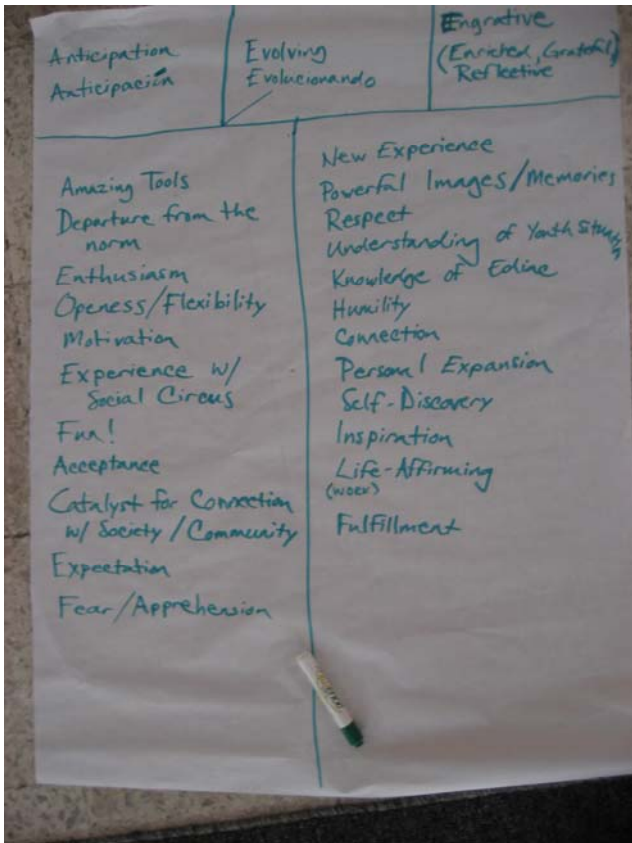 Anticipation
Anticipación
Evolving
Evolucionando
Engrative
(Enriched, Grateful,
Reflective
Amazing Tools
Departure from the
norm
Enthusiasm
Openess/Flexibility
Motivation
Experience w/
Social Circus
Fun!
Acceptance
Catalyst for Connection
w/ Society/Community
Expectation
Fear/Apprehension
New Experience
Powerful Images/Memories
Respect
Understanding of Youth
Knowledge of
Humility
Connection
Personal Expansion
Self-Discovery
Inspiration
Life-Affirming
(work)
Fulfillment